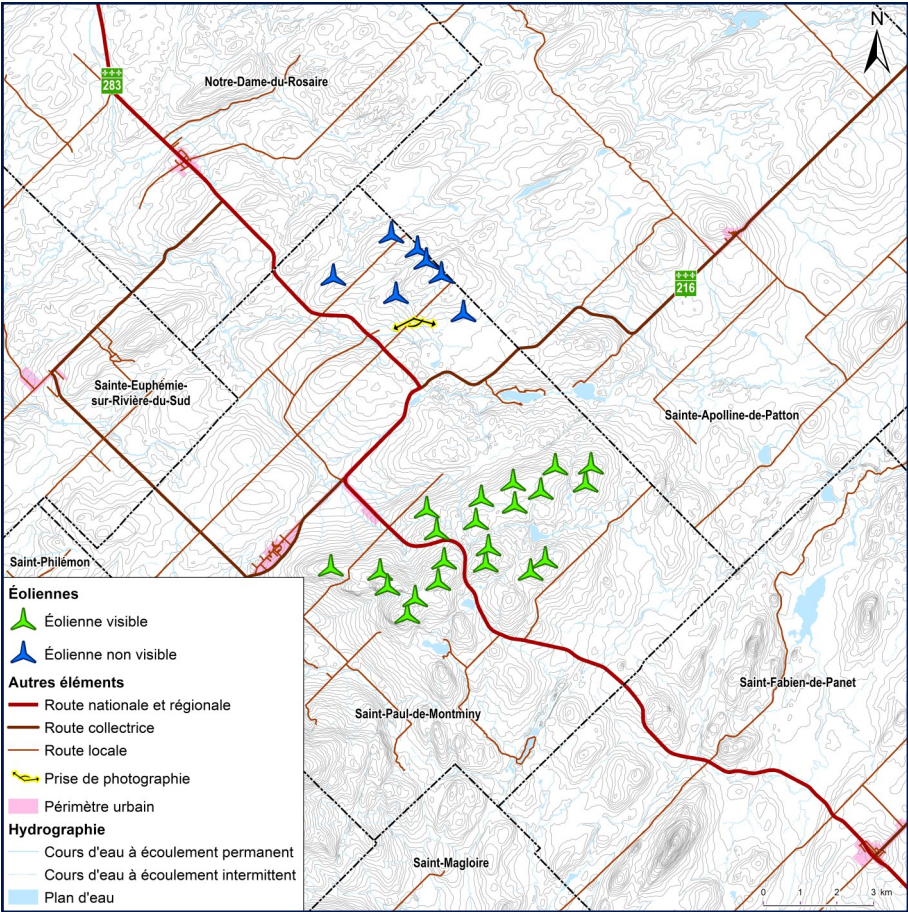 N
Notre-Dame-du-Rosaire
283
216
Sainte-Euphémie-
sur-Rivière-du-Sud
Sainte-Apolline-de-Patton
Saint-Philémon
Saint-Fabien-de-Panet
Saint-Paul-de-Montminy
Saint-Magloire
Éoliennes
Éolienne visible
Éolienne non visible
Autres éléments
Route nationale et régionale
Route collectrice
Route locale
Prise de photographie
Périmètre urbain
Hydrographie
Cours d'eau à écoulement permanent
Cours d'eau à écoulement intermittent
Plan d'eau
0 1 2 3 km